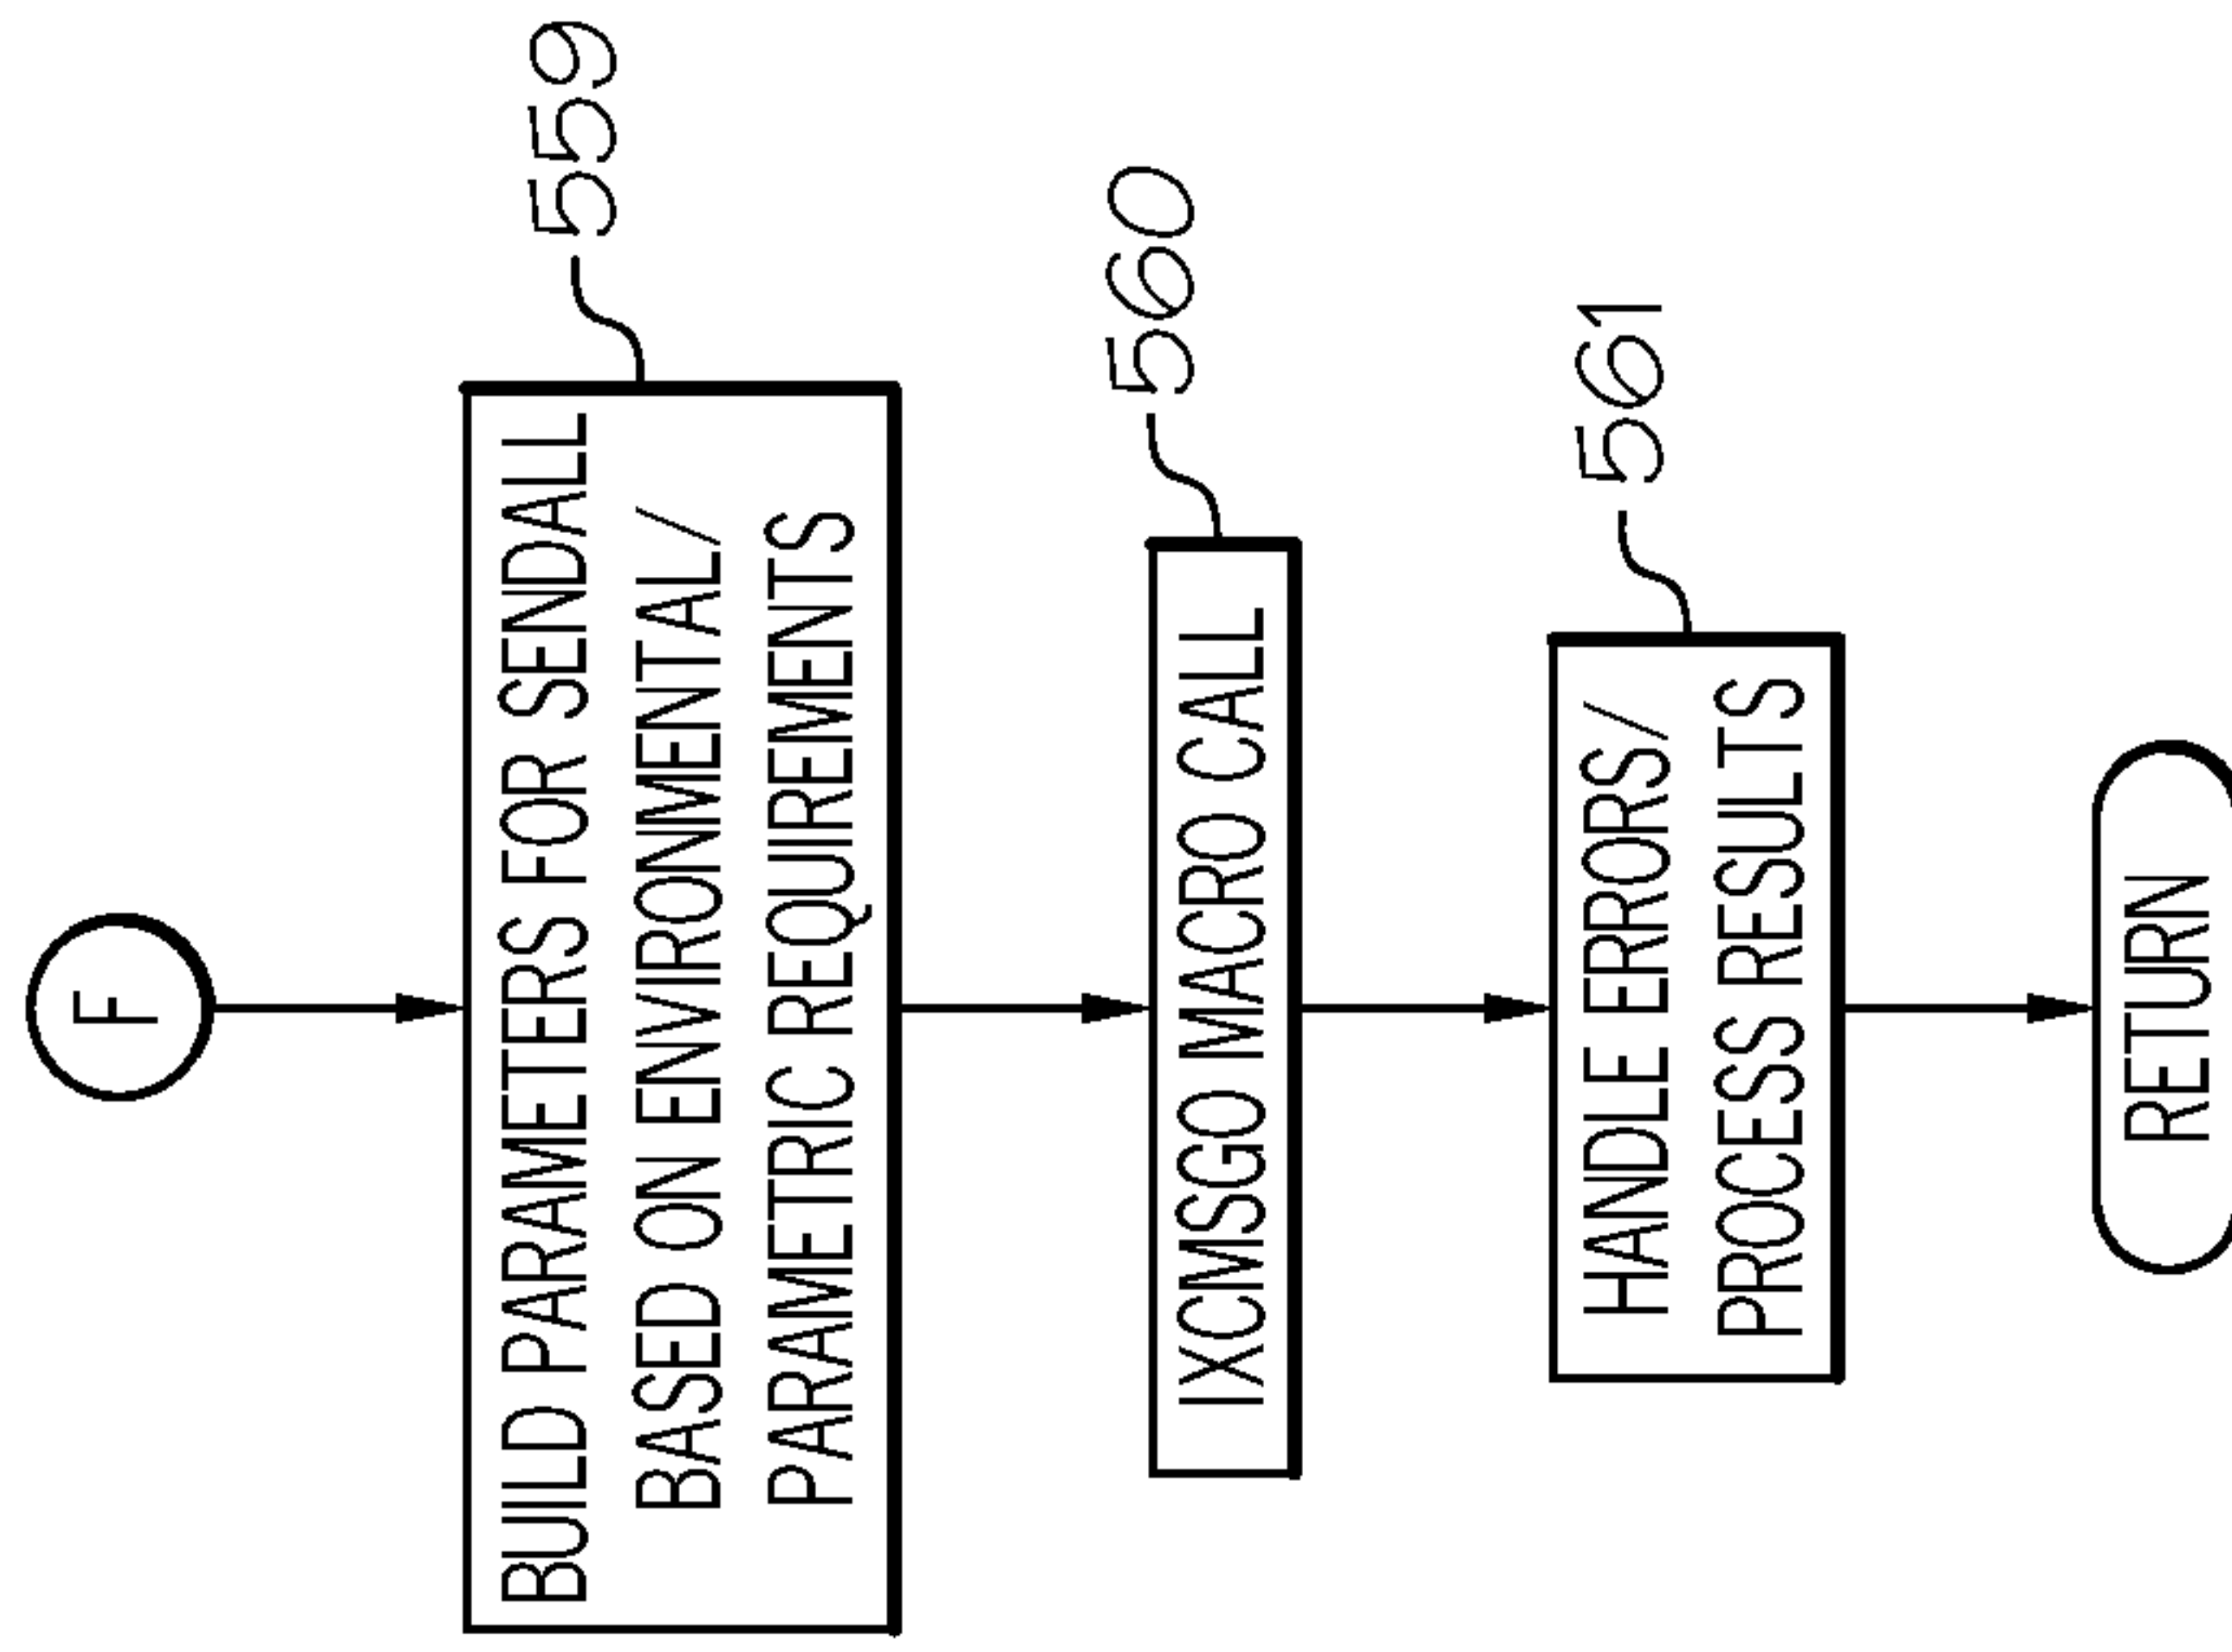 F
559
BUILD PARAMETERS FOR SENDALL
BASED ON ENVIRONMENTAL/
PARAMETRIC REQUIREMENTS
560
IXCMSGO MACRO CALL
561
HANDLE ERRORS/
PROCESS RESULTS
RETURN